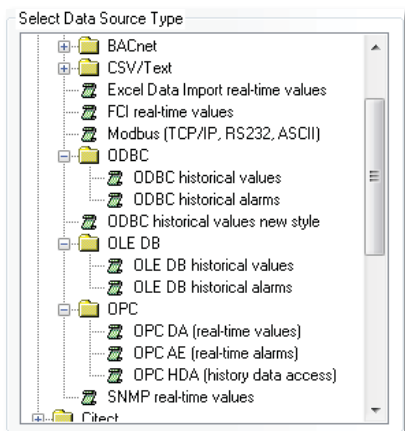 Select Data Source Type
BACnet
CSV/Text
Excel Data Import real-time values
FCI real-time values
Modbus (TCP/IP, RS232, ASCII)
ODBC
ODBC historical values
ODBC historical alarms
ODBC historical values new style
OLE DB
OLE DB historical values
OLE DB historical alarms
OPC
OPC DA (real-time values)
OPC AE (real-time alarms)
OPC HDA (history data access)
SNMP real-time values
Citect